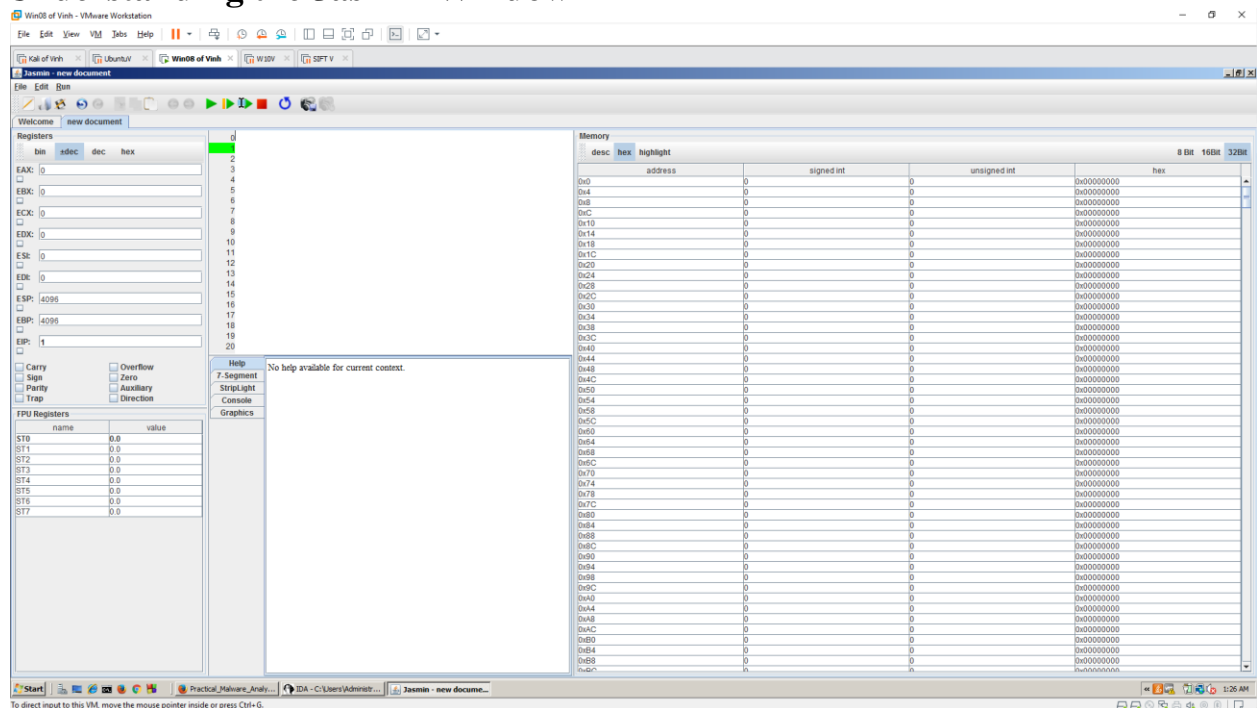 Win08 of Vinh - VMware Workstation
File Edit View VM Tabs Help
Kali of Vinh UbuntuV Win08 of Vinh W10V SIFT V
Jasmin - new document
File Edit Run
Welcome new document
Registers
bin ±dec dec hex
EAX: 0
EBX: 0
ECX: 0
EDX: 0
ESI: 0
EDI: 0
ESP: 4096
EBP: 4096
EIP: 1
Carry Overflow
Sign Zero
Parity Auxiliary
Trap Direction
FPU Registers
name value
ST0 0.0
ST1 0.0
ST2 0.0
ST3 0.0
ST4 0.0
ST5 0.0
ST6 0.0
ST7 0.0
0
1
2
3
4
5
6
7
8
9
10
11
12
13
14
15
16
17
18
19
20
Help
7-Segment
StripLight
Console
Graphics
No help available for current context.
Memory
desc hex highlight 8 Bit 16Bit 32Bit
address signed int unsigned int hex
0x0 0 0 0x00000000
0x4 0 0 0x00000000
0x8 0 0 0x00000000
0xC 0 0 0x00000000
0x10 0 0 0x00000000
0x14 0 0 0x00000000
0x18 0 0 0x00000000
0x1C 0 0 0x00000000
0x20 0 0 0x00000000
0x24 0 0 0x00000000
0x28 0 0 0x00000000
0x2C 0 0 0x00000000
0x30 0 0 0x00000000
0x34 0 0 0x00000000
0x38 0 0 0x00000000
0x3C 0 0 0x00000000
0x40 0 0 0x00000000
0x44 0 0 0x00000000
0x48 0 0 0x00000000
0x4C 0 0 0x00000000
0x50 0 0 0x00000000
0x54 0 0 0x00000000
0x58 0 0 0x00000000
0x5C 0 0 0x00000000
0x60 0 0 0x00000000
0x64 0 0 0x00000000
0x68 0 0 0x00000000
0x6C 0 0 0x00000000
0x70 0 0 0x00000000
0x74 0 0 0x00000000
0x78 0 0 0x00000000
0x7C 0 0 0x00000000
0x80 0 0 0x00000000
0x84 0 0 0x00000000
0x88 0 0 0x00000000
0x8C 0 0 0x00000000
0x90 0 0 0x00000000
0x94 0 0 0x00000000
0x98 0 0 0x00000000
0x9C 0 0 0x00000000
0xA0 0 0 0x00000000
0xA4 0 0 0x00000000
0xA8 0 0 0x00000000
0xAC 0 0 0x00000000
0xB0 0 0 0x00000000
0xB4 0 0 0x00000000
0xB8 0 0 0x00000000
0xBC 0 0 0x00000000
Start Practical_Malware_Analy... IDA - C:\Users\Administr... Jasmin - new docume... 1:26 AM
To direct input to this VM, move the mouse pointer inside or press Ctrl+G.